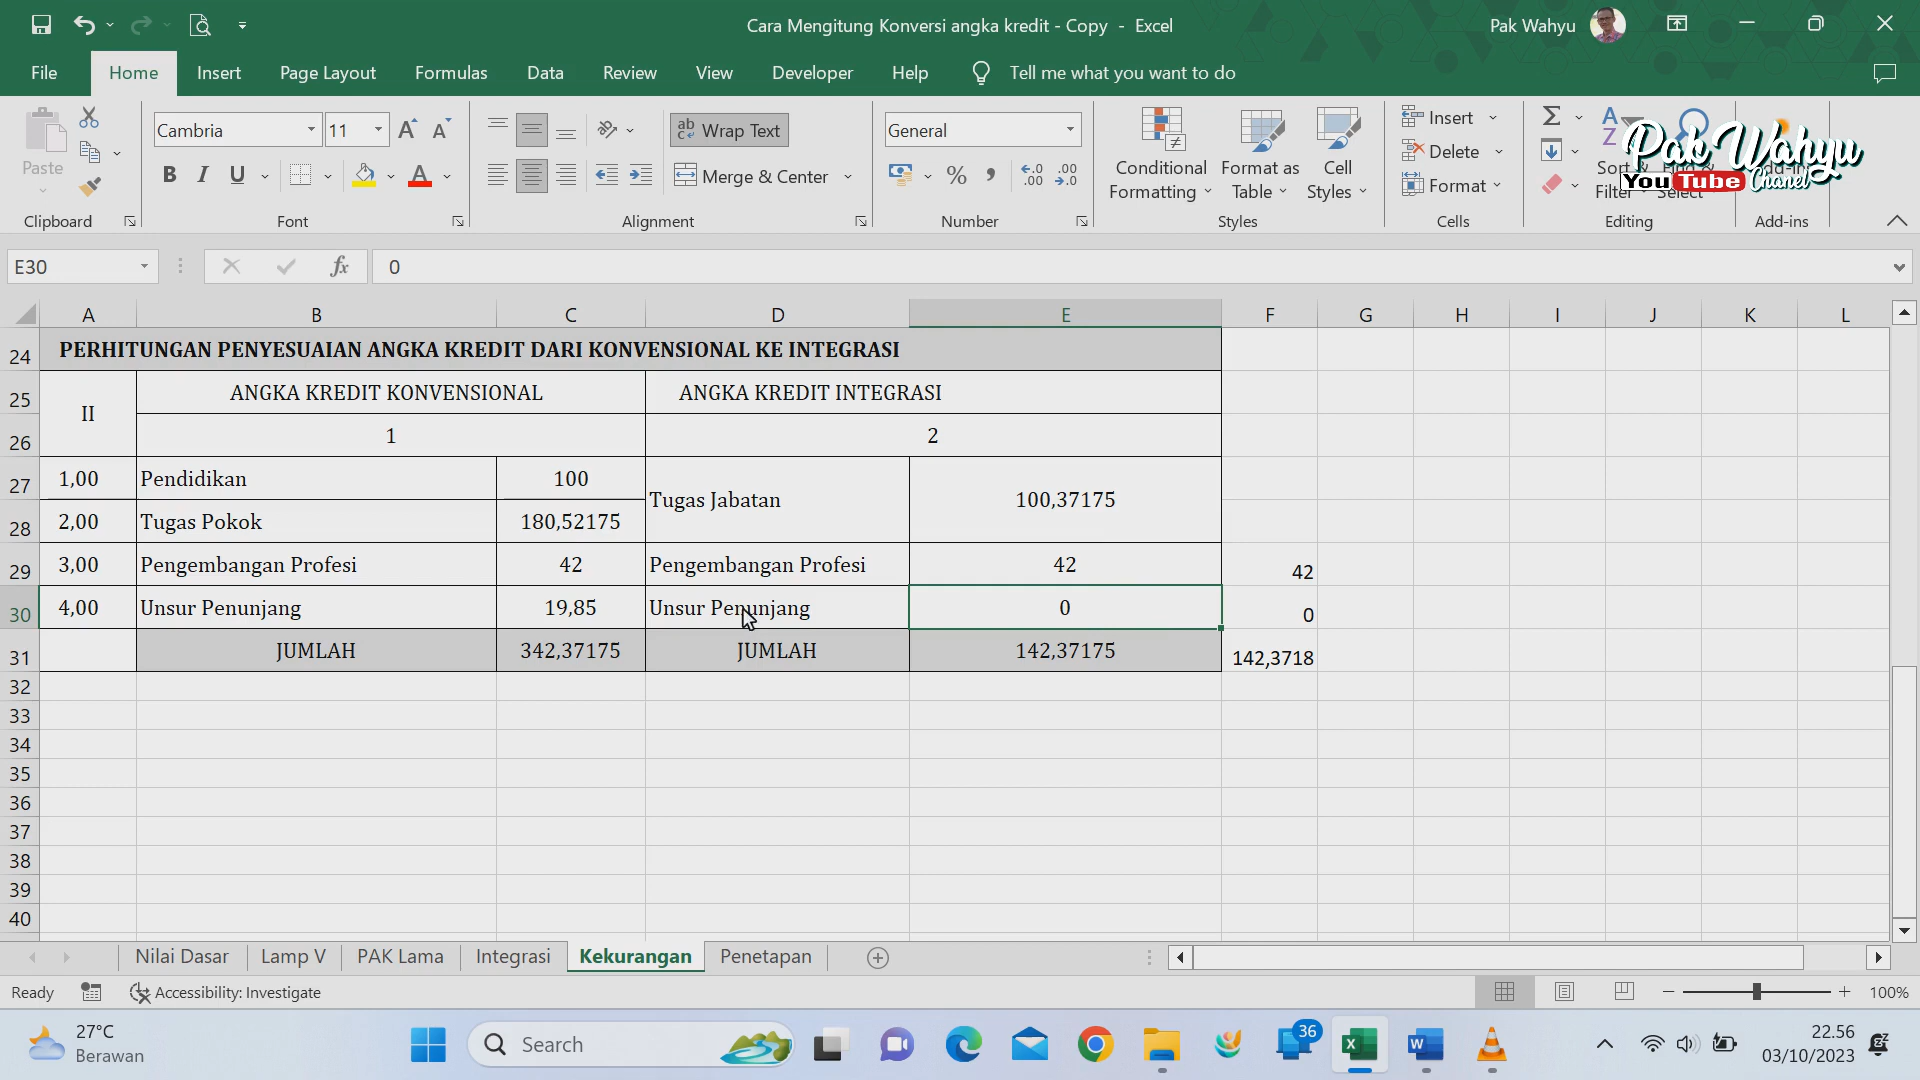 Cara Mengitung Konversi angka kredit - Copy - Excel
Pak Wahyu
File Home Insert Page Layout Formulas Data Review View Developer Help Tell me what you want to do
Paste
Clipboard
Cambria 11
B I U
Font
Wrap Text
Merge & Center
Alignment
General
Number
Conditional Formatting
Format as Table
Cell Styles
Styles
Insert
Delete
Format
Cells
Editing
Add-ins
Pak Wahyu
YouTube Chanel
E30 fx 0
A B C D E F G H I J K L
24 PERHITUNGAN PENYESUAIAN ANGKA KREDIT DARI KONVENSIONAL KE INTEGRASI
25 II ANGKA KREDIT KONVENSIONAL ANGKA KREDIT INTEGRASI
26 1 2
27 1,00 Pendidikan 100 Tugas Jabatan 100,37175
28 2,00 Tugas Pokok 180,52175
29 3,00 Pengembangan Profesi 42 Pengembangan Profesi 42 42
30 4,00 Unsur Penunjang 19,85 Unsur Penunjang 0 0
31 JUMLAH 342,37175 JUMLAH 142,37175 142,3718
32
33
34
35
36
37
38
39
40
Nilai Dasar Lamp V PAK Lama Integrasi Kekurangan Penetapan
Ready Accessibility: Investigate 100%
27°C
Berawan
Search
36
22.56
03/10/2023